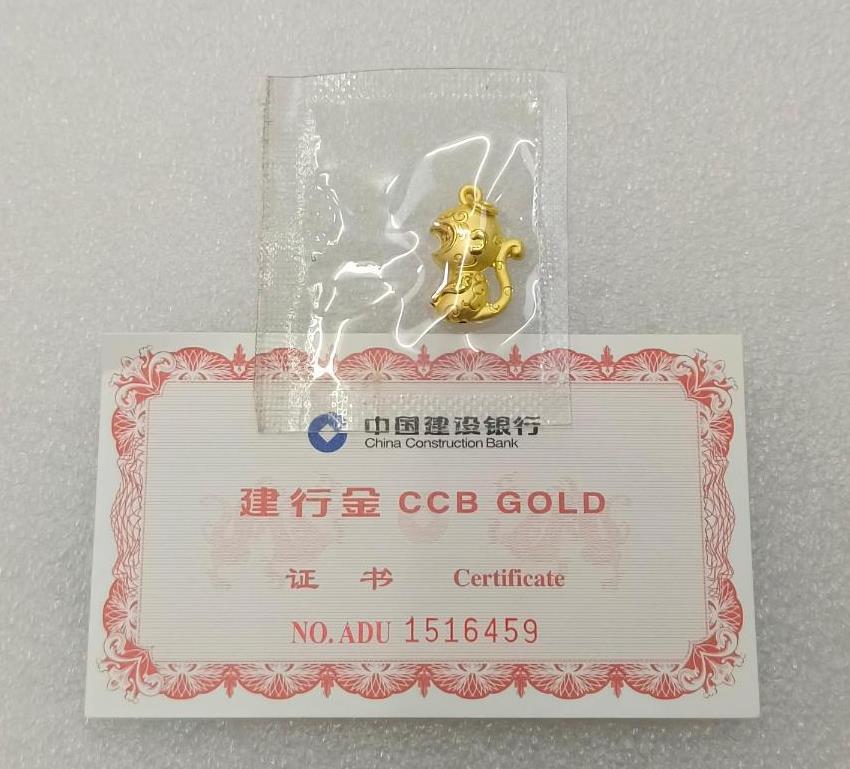 中国建设银行
China Construction Bank
建行金 CCB GOLD
证书 Certificate
NO. ADU 1516459